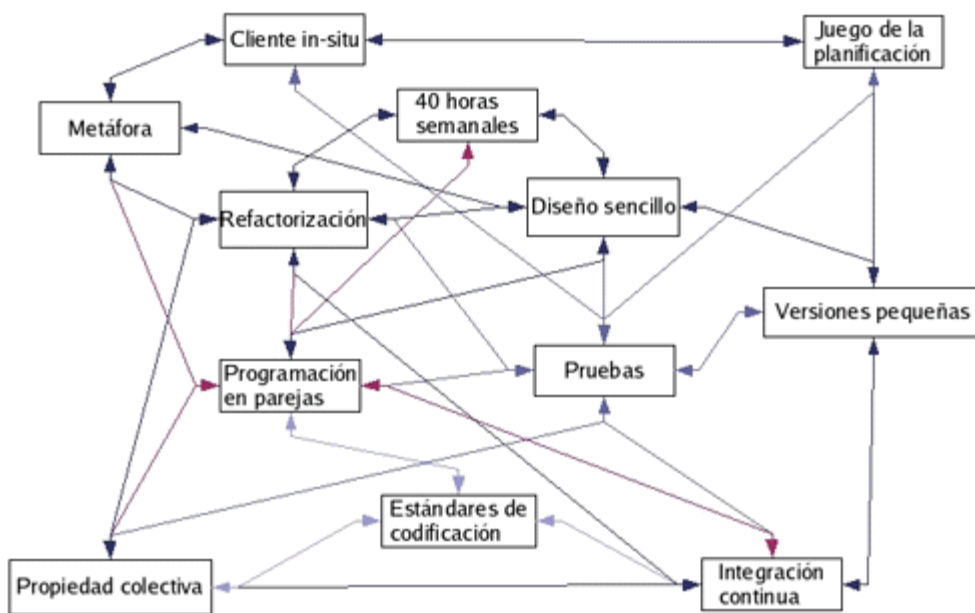 Cliente in-situ
Juego de la
planificación
40 horas
semanales
Metáfora
Refactorización
Diseño sencillo
Versiones pequeñas
Programación
en parejas
Pruebas
Estándares de
codificación
Propiedad colectiva
Integración
continua